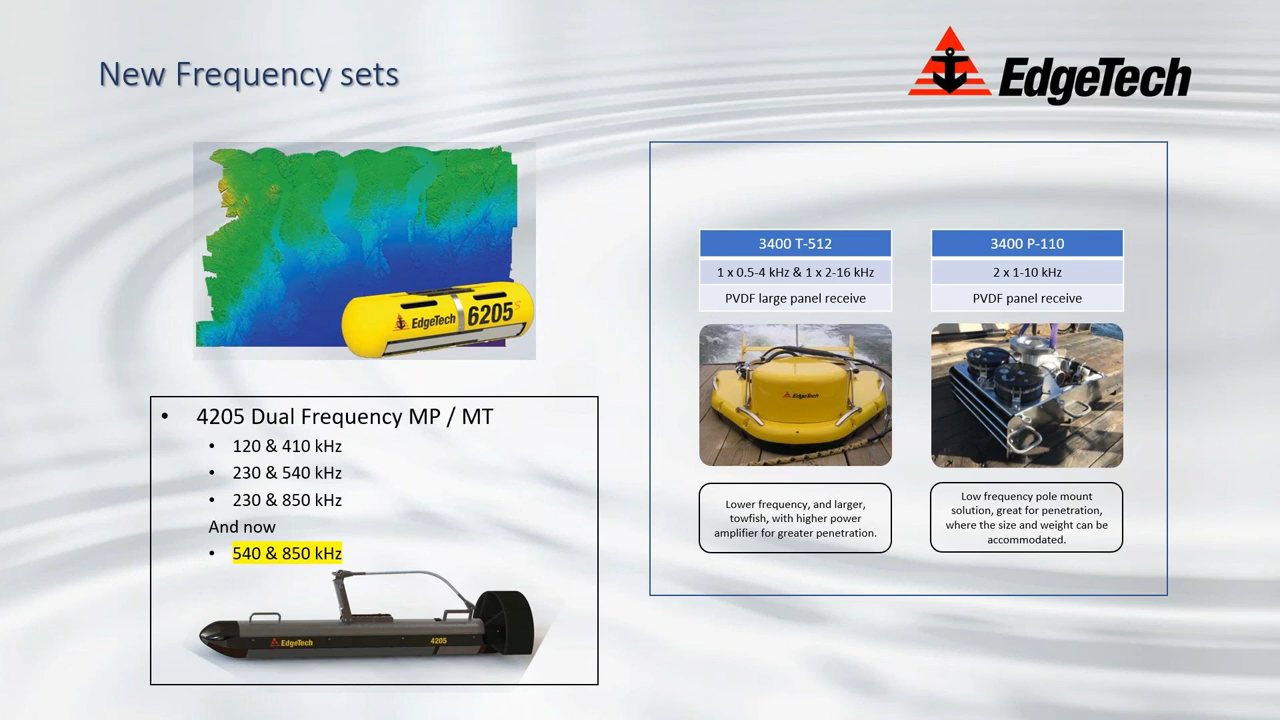 New Frequency sets
EdgeTech
EdgeTech 6205s
• 4205 Dual Frequency MP / MT
• 120 & 410 kHz
• 230 & 540 kHz
• 230 & 850 kHz
And now
• 540 & 850 kHz
EdgeTech 4205
3400 T-512
1 x 0.5-4 kHz & 1 x 2-16 kHz
PVDF large panel receive
EdgeTech
Lower frequency, and larger,
towfish, with higher power
amplifier for greater penetration.
3400 P-110
2 x 1-10 kHz
PVDF panel receive
Low frequency pole mount
solution, great for penetration,
where the size and weight can be
accommodated.